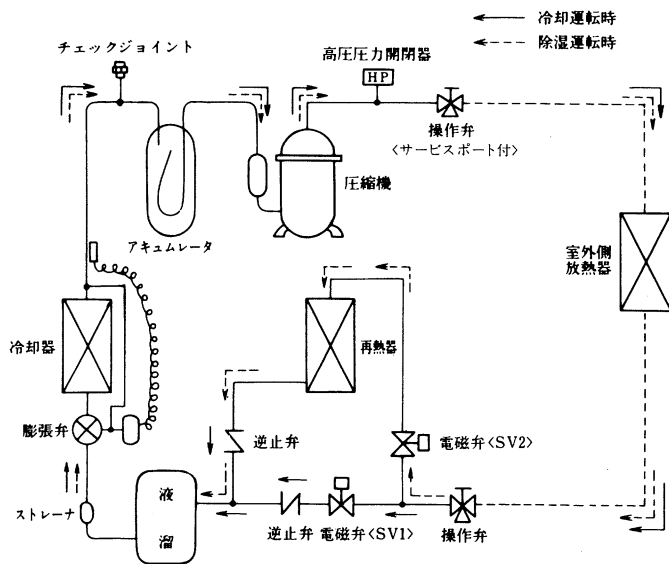 冷却運転時
除湿運転時
チェックジョイント
高圧圧力開閉器
HP
操作弁
<サービスポート付>
圧縮機
アキュムレータ
室外側
放熱器
再熱器
冷却器
膨張弁
逆止弁
電磁弁<SV2>
ストレーナ
液
溜
逆止弁
電磁弁<SV1>
操作弁